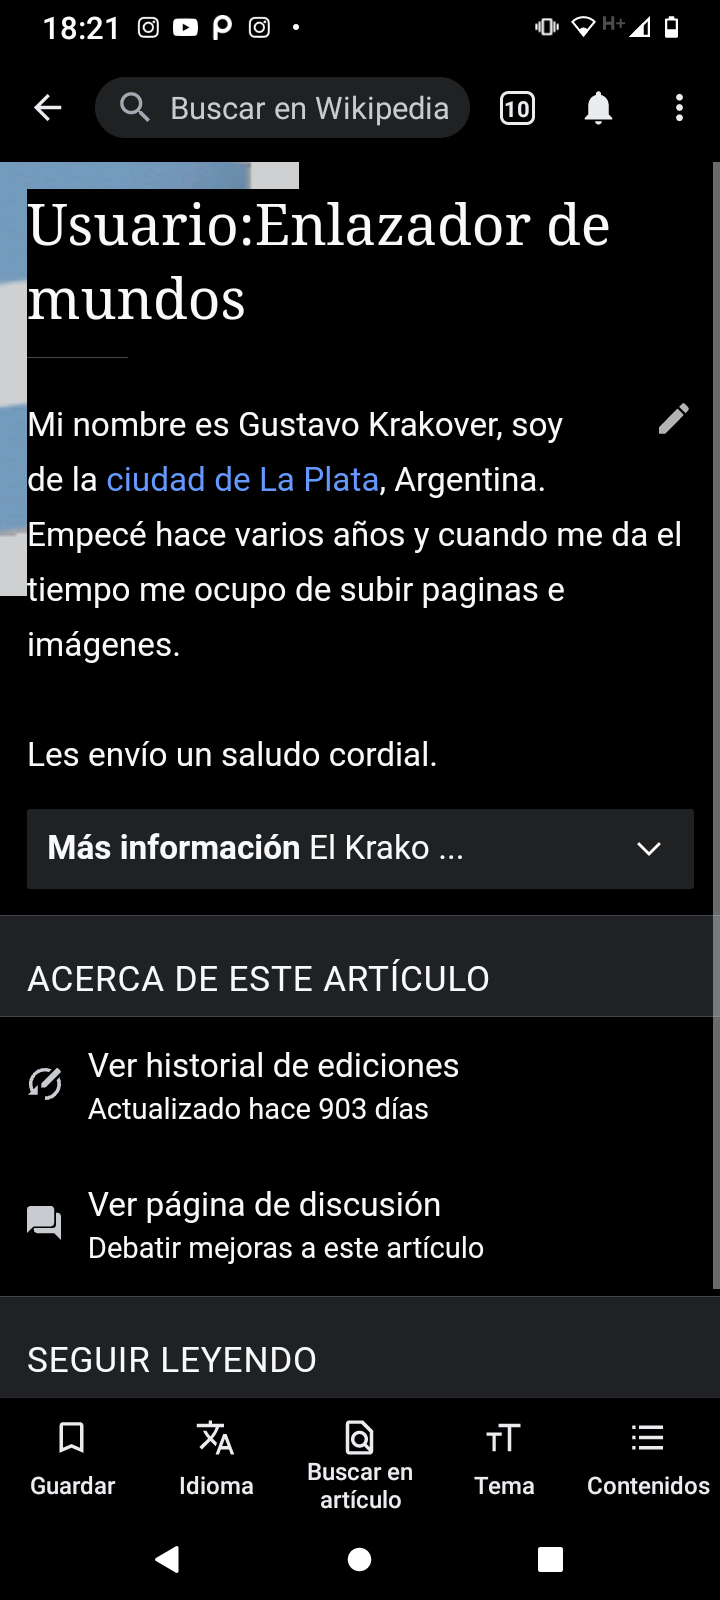 18:21
H+
Buscar en Wikipedia
10
Usuario:Enlazador de
mundos
Mi nombre es Gustavo Krakover, soy
de la ciudad de La Plata, Argentina.
Empecé hace varios años y cuando me da el
tiempo me ocupo de subir paginas e
imágenes.
Les envío un saludo cordial.
Más información El Krako ...
ACERCA DE ESTE ARTÍCULO
Ver historial de ediciones
Actualizado hace 903 días
Ver página de discusión
Debatir mejoras a este artículo
SEGUIR LEYENDO
Guardar
Idioma
Buscar en
artículo
Tema
Contenidos